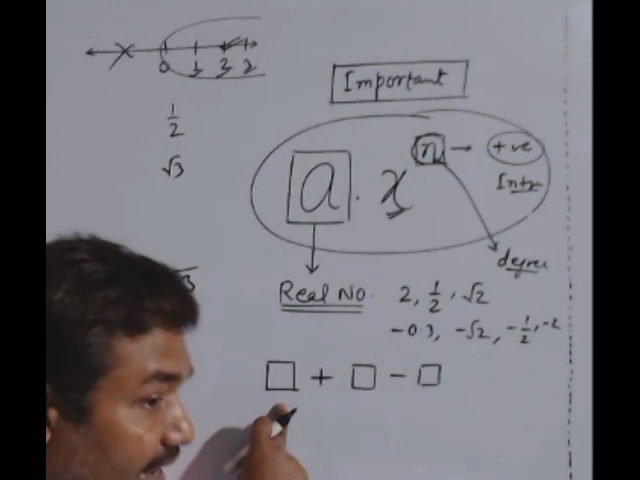 0 1 3 2
Important
1/2
√3
a . x^n → +ve
Intr
degree
Real No. 2, 1/2, √2
-0.3, -√2, -1/2, -2
□ + □ - □